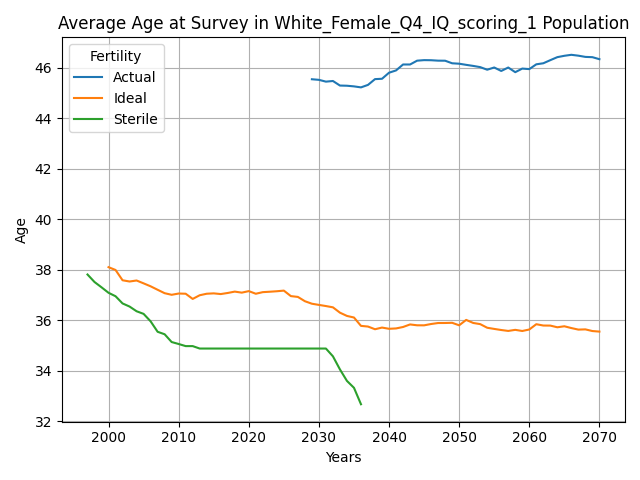 Average Age at Survey in White_Female_Q4_IQ_scoring_1 Population
Fertility
Actual
Ideal
Sterile
Age
46
44
42
40
38
36
34
32
2000
2010
2020
2030
2040
2050
2060
2070
Years